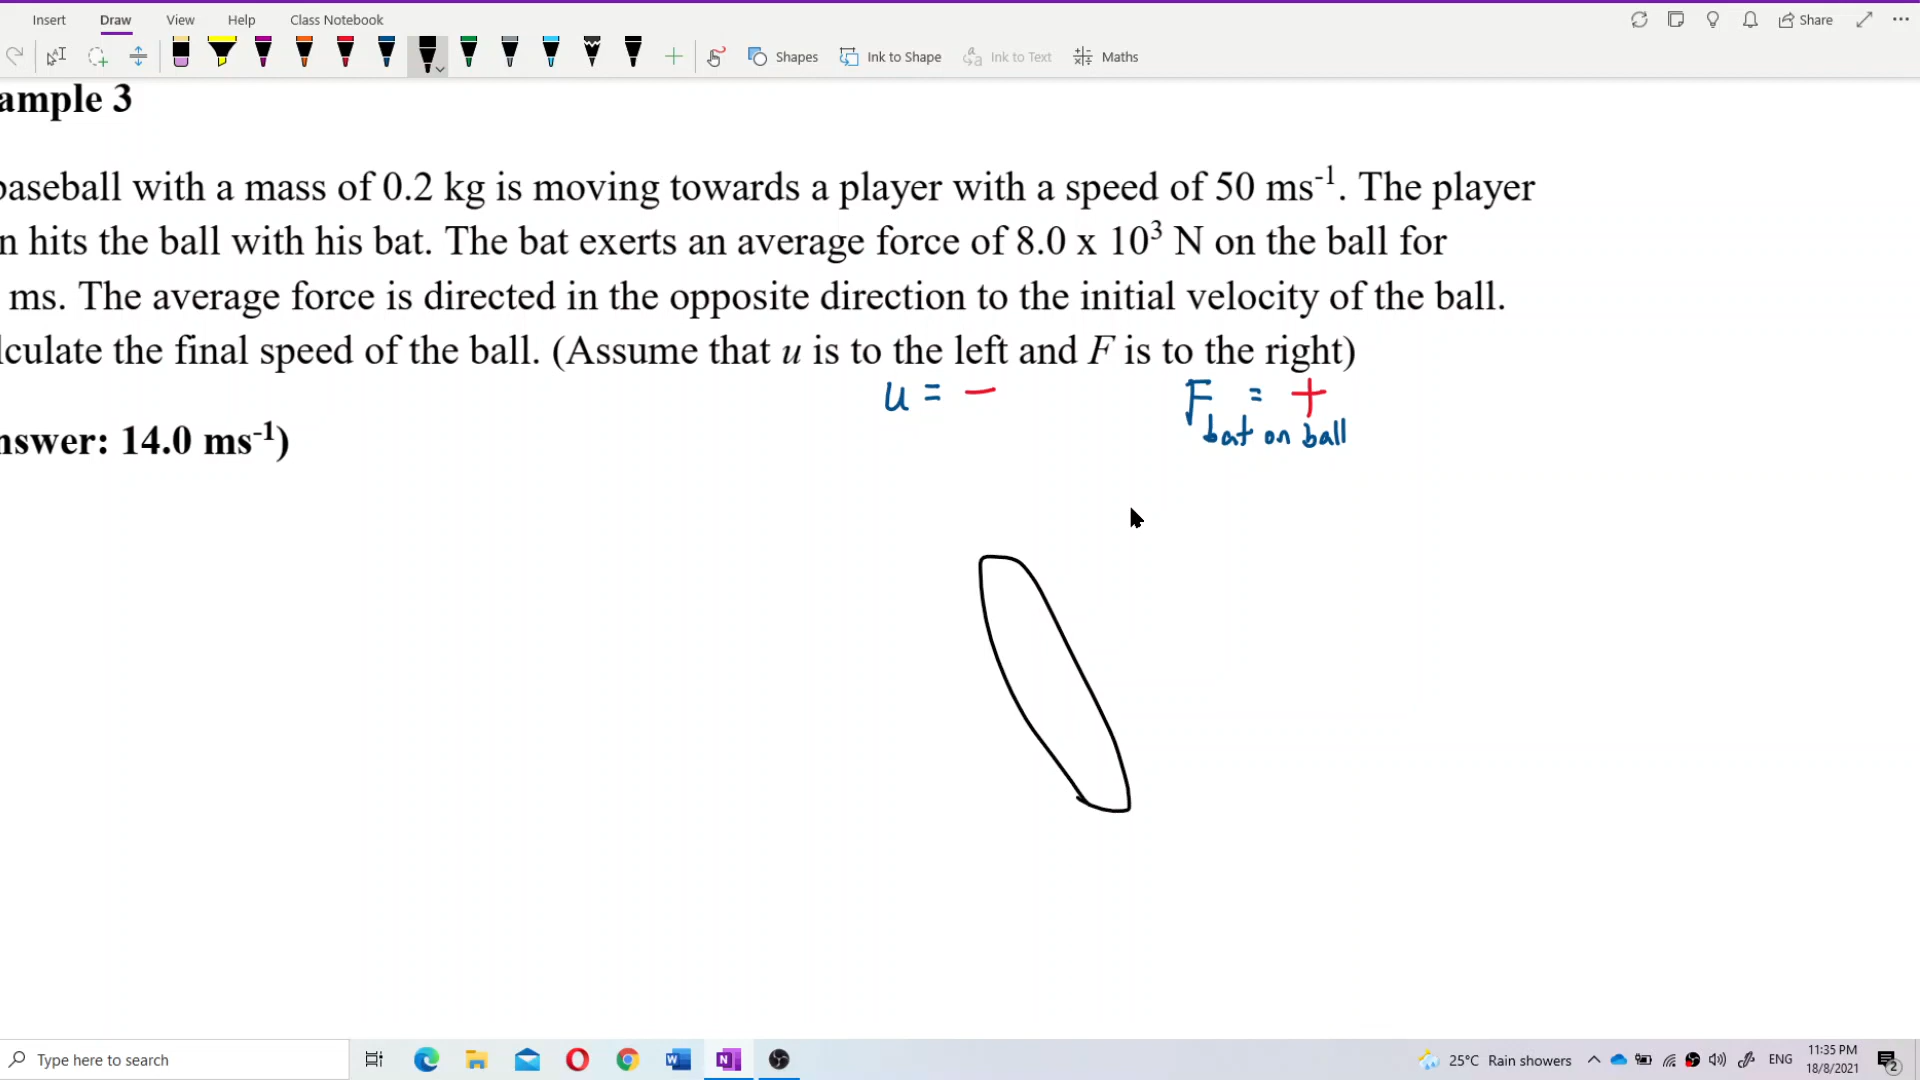 Insert Draw View Help Class Notebook Share
Shapes Ink to Shape Ink to Text Maths
ample 3
baseball with a mass of 0.2 kg is moving towards a player with a speed of 50 ms-1. The player
n hits the ball with his bat. The bat exerts an average force of 8.0 x 10³ N on the ball for
ms. The average force is directed in the opposite direction to the initial velocity of the ball.
lculate the final speed of the ball. (Assume that u is to the left and F is to the right)
u = − F = +
bat on ball
nswer: 14.0 ms-1)
Type here to search 25°C Rain showers ENG 11:35 PM
18/8/2021 2